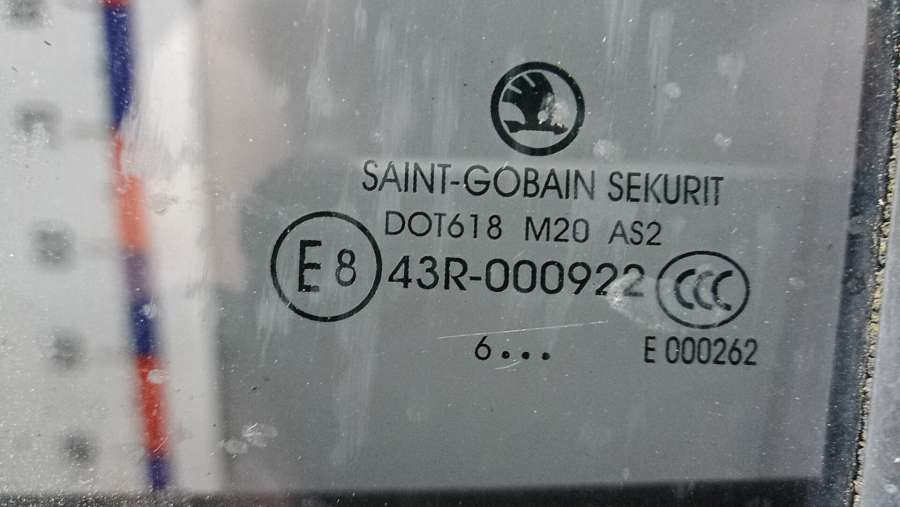 SAINT-GOBAIN SEKURIT
DOT618 M20 AS2
E8 43R-000922 CCC
6... E 000262